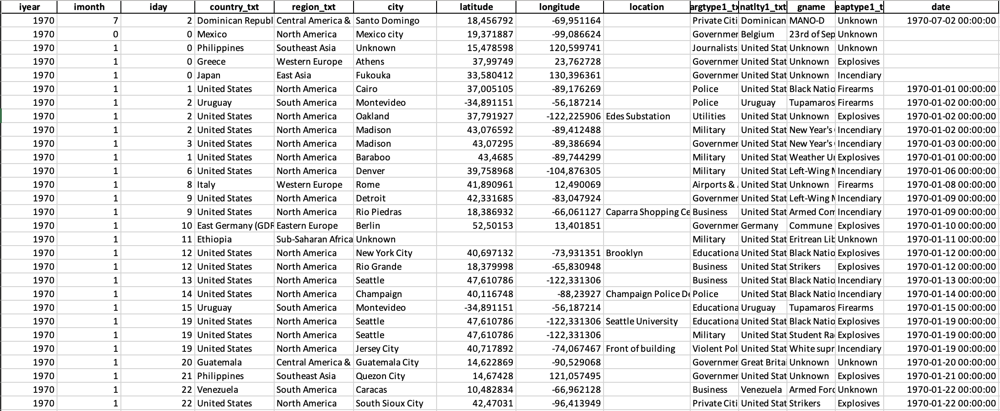 iyear imonth iday country_txt region_txt city latitude longitude location argtype1_tx natlty1_txt gname eaptype1_t date
1970 7 2 Dominican Republ Central America & Santo Domingo 18,456792 -69,951164 Private Citi Dominican MANO-D Unknown 1970-07-02 00:00:00
1970 0 0 Mexico North America Mexico city 19,371887 -99,086624 Governmer Belgium 23rd of Sep Unknown
1970 1 0 Philippines Southeast Asia Unknown 15,478598 120,599741 Journalists United Stat Unknown Unknown
1970 1 0 Greece Western Europe Athens 37,99749 23,762728 Governmer United Stat Unknown Explosives
1970 1 0 Japan East Asia Fukouka 33,580412 130,396361 Governmer United Stat Unknown Incendiary
1970 1 1 United States North America Cairo 37,005105 -89,176269 Police United Stat Black Natio Firearms 1970-01-01 00:00:00
1970 1 2 Uruguay South America Montevideo -34,891151 -56,187214 Police Uruguay Tupamaros Firearms 1970-01-02 00:00:00
1970 1 2 United States North America Oakland 37,791927 -122,225906 Edes Substation Utilities United Stat Unknown Explosives 1970-01-02 00:00:00
1970 1 2 United States North America Madison 43,076592 -89,412488 Military United Stat New Year's Incendiary 1970-01-02 00:00:00
1970 1 3 United States North America Madison 43,07295 -89,386694 Governmer United Stat New Year's Incendiary 1970-01-03 00:00:00
1970 1 1 United States North America Baraboo 43,4685 -89,744299 Military United Stat Weather Ur Explosives 1970-01-01 00:00:00
1970 1 6 United States North America Denver 39,758968 -104,876305 Military United Stat Left-Wing M Incendiary 1970-01-06 00:00:00
1970 1 8 Italy Western Europe Rome 41,890961 12,490069 Airports & United Stat Unknown Firearms 1970-01-08 00:00:00
1970 1 9 United States North America Detroit 42,331685 -83,047924 Governmer United Stat Left-Wing M Incendiary 1970-01-09 00:00:00
1970 1 9 United States North America Rio Piedras 18,386932 -66,061127 Caparra Shopping Ce Business United Stat Armed Com Incendiary 1970-01-09 00:00:00
1970 1 10 East Germany (GDR Eastern Europe Berlin 52,50153 13,401851 Governmer Germany Commune Explosives 1970-01-10 00:00:00
1970 1 11 Ethiopia Sub-Saharan Africa Unknown Military United Stat Eritrean Lib Unknown 1970-01-11 00:00:00
1970 1 12 United States North America New York City 40,697132 -73,931351 Brooklyn Educationa United Stat Black Natio Explosives 1970-01-12 00:00:00
1970 1 12 United States North America Rio Grande 18,379998 -65,830948 Business United Stat Strikers Explosives 1970-01-12 00:00:00
1970 1 13 United States North America Seattle 47,610786 -122,331306 Business United Stat Black Natio Incendiary 1970-01-13 00:00:00
1970 1 14 United States North America Champaign 40,116748 -88,23927 Champaign Police De Police United Stat Black Natio Incendiary 1970-01-14 00:00:00
1970 1 15 Uruguay South America Montevideo -34,891151 -56,187214 Educationa Uruguay Tupamaros Firearms 1970-01-15 00:00:00
1970 1 19 United States North America Seattle 47,610786 -122,331306 Seattle University Educationa United Stat Black Natio Explosives 1970-01-19 00:00:00
1970 1 19 United States North America Seattle 47,610786 -122,331306 Military United Stat Student Ra Explosives 1970-01-19 00:00:00
1970 1 19 United States North America Jersey City 40,717892 -74,067467 Front of building Violent Pol United Stat White supr Incendiary 1970-01-19 00:00:00
1970 1 20 Guatemala Central America & Guatemala City 14,622869 -90,529068 Governmer Great Britai Unknown Unknown 1970-01-20 00:00:00
1970 1 21 Philippines Southeast Asia Quezon City 14,67428 121,057495 Governmer United Stat Unknown Explosives 1970-01-21 00:00:00
1970 1 22 Venezuela South America Caracas 10,482834 -66,962128 Business Venezuela Armed Forc Unknown 1970-01-22 00:00:00
1970 1 22 United States North America South Sioux City 42,47031 -96,413949 Private Citi United Stat Strikers Explosives 1970-01-22 00:00:00